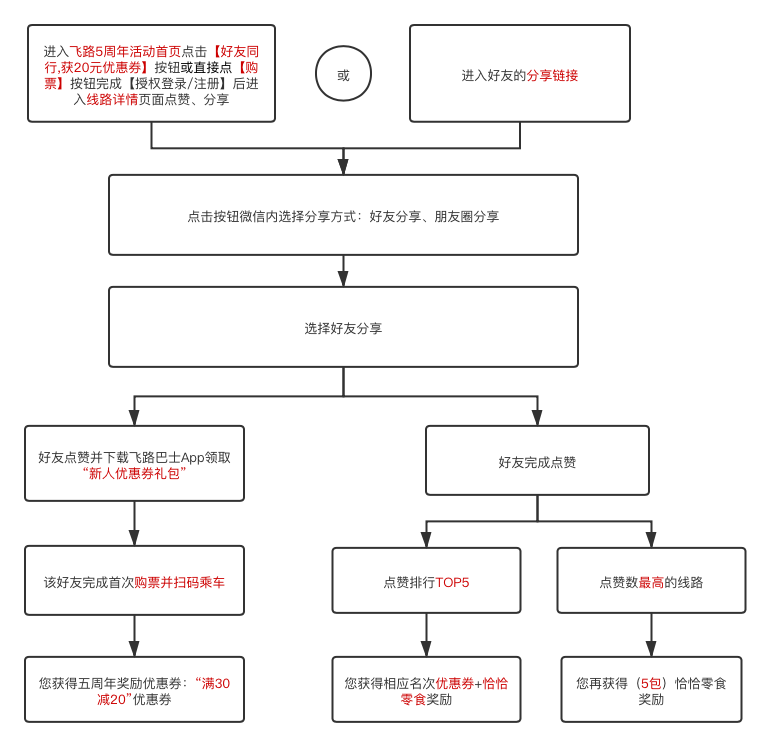 进入飞路5周年活动首页点击【好友同
行,获20元优惠券】按钮或直接点【购
票】按钮完成【授权登录/注册】后进
入线路详情页面点赞、分享
或
进入好友的分享链接
点击按钮微信内选择分享方式：好友分享、朋友圈分享
选择好友分享
好友点赞并下载飞路巴士App领取
“新人优惠券礼包”
好友完成点赞
该好友完成首次购票并扫码乘车
点赞排行TOP5
点赞数最高的线路
您获得五周年奖励优惠券：“满30
减20”优惠券
您获得相应名次优惠券+恰恰
零食奖励
您再获得（5包）恰恰零食
奖励